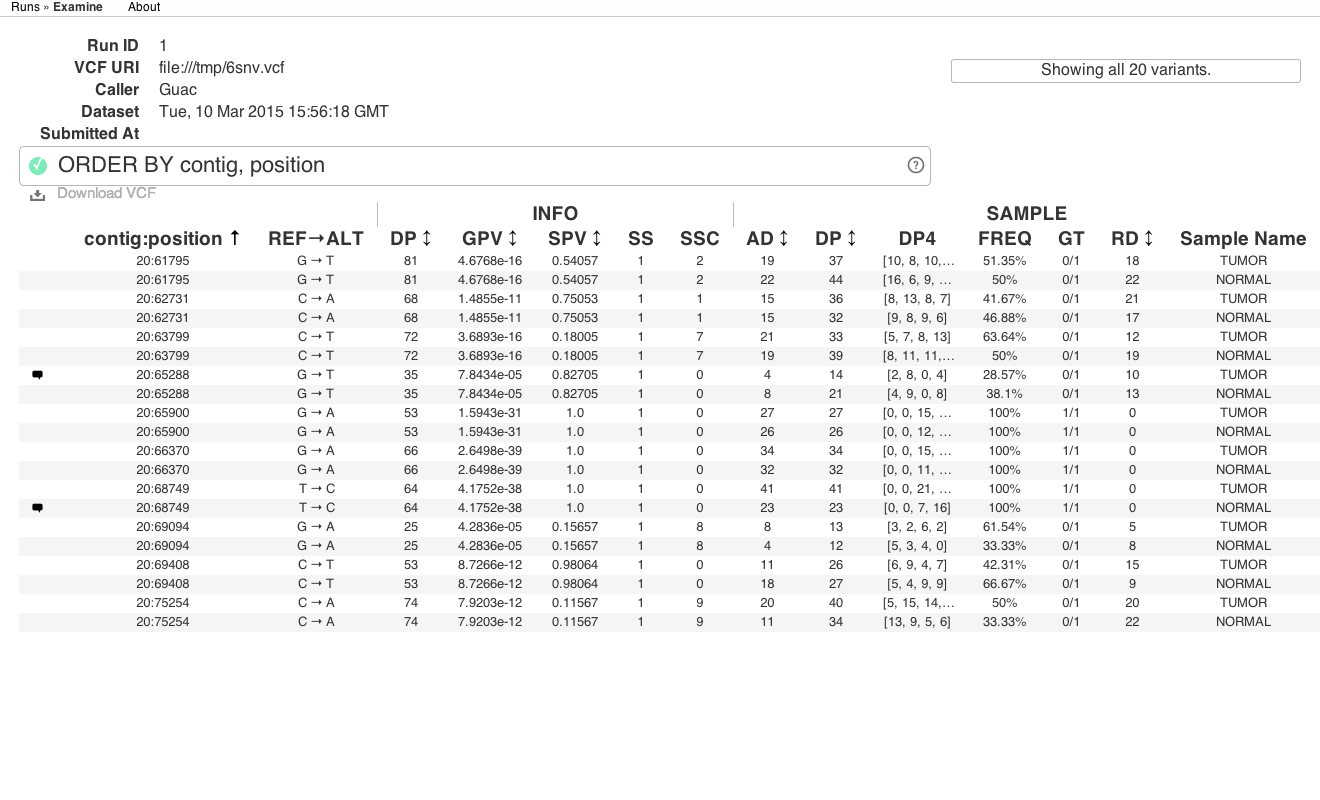 Runs » Examine About
Run ID 1
VCF URI file:///tmp/6snv.vcf
Showing all 20 variants.
Caller Guac
Dataset Tue, 10 Mar 2015 15:56:18 GMT
Submitted At
ORDER BY contig, position ?
Download VCF
INFO SAMPLE
contig:position ↑ REF→ALT DP ↕ GPV ↕ SPV ↕ SS SSC AD ↕ DP ↕ DP4 FREQ GT RD ↕ Sample Name
20:61795 G → T 81 4.6768e-16 0.54057 1 2 19 37 [10, 8, 10,... 51.35% 0/1 18 TUMOR
20:61795 G → T 81 4.6768e-16 0.54057 1 2 22 44 [16, 6, 9, ... 50% 0/1 22 NORMAL
20:62731 C → A 68 1.4855e-11 0.75053 1 1 15 36 [8, 13, 8, 7] 41.67% 0/1 21 TUMOR
20:62731 C → A 68 1.4855e-11 0.75053 1 1 15 32 [9, 8, 9, 6] 46.88% 0/1 17 NORMAL
20:63799 C → T 72 3.6893e-16 0.18005 1 7 21 33 [5, 7, 8, 13] 63.64% 0/1 12 TUMOR
20:63799 C → T 72 3.6893e-16 0.18005 1 7 19 39 [8, 11, 11,... 50% 0/1 19 NORMAL
20:65288 G → T 35 7.8434e-05 0.82705 1 0 4 14 [2, 8, 0, 4] 28.57% 0/1 10 TUMOR
20:65288 G → T 35 7.8434e-05 0.82705 1 0 8 21 [4, 9, 0, 8] 38.1% 0/1 13 NORMAL
20:65900 G → A 53 1.5943e-31 1.0 1 0 27 27 [0, 0, 15, ... 100% 1/1 0 TUMOR
20:65900 G → A 53 1.5943e-31 1.0 1 0 26 26 [0, 0, 12, ... 100% 1/1 0 NORMAL
20:66370 G → A 66 2.6498e-39 1.0 1 0 34 34 [0, 0, 15, ... 100% 1/1 0 TUMOR
20:66370 G → A 66 2.6498e-39 1.0 1 0 32 32 [0, 0, 11, ... 100% 1/1 0 NORMAL
20:68749 T → C 64 4.1752e-38 1.0 1 0 41 41 [0, 0, 21, ... 100% 1/1 0 TUMOR
20:68749 T → C 64 4.1752e-38 1.0 1 0 23 23 [0, 0, 7, 16] 100% 1/1 0 NORMAL
20:69094 G → A 25 4.2836e-05 0.15657 1 8 8 13 [3, 2, 6, 2] 61.54% 0/1 5 TUMOR
20:69094 G → A 25 4.2836e-05 0.15657 1 8 4 12 [5, 3, 4, 0] 33.33% 0/1 8 NORMAL
20:69408 C → T 53 8.7266e-12 0.98064 1 0 11 26 [6, 9, 4, 7] 42.31% 0/1 15 TUMOR
20:69408 C → T 53 8.7266e-12 0.98064 1 0 18 27 [5, 4, 9, 9] 66.67% 0/1 9 NORMAL
20:75254 C → A 74 7.9203e-12 0.11567 1 9 20 40 [5, 15, 14,... 50% 0/1 20 TUMOR
20:75254 C → A 74 7.9203e-12 0.11567 1 9 11 34 [13, 9, 5, 6] 33.33% 0/1 22 NORMAL